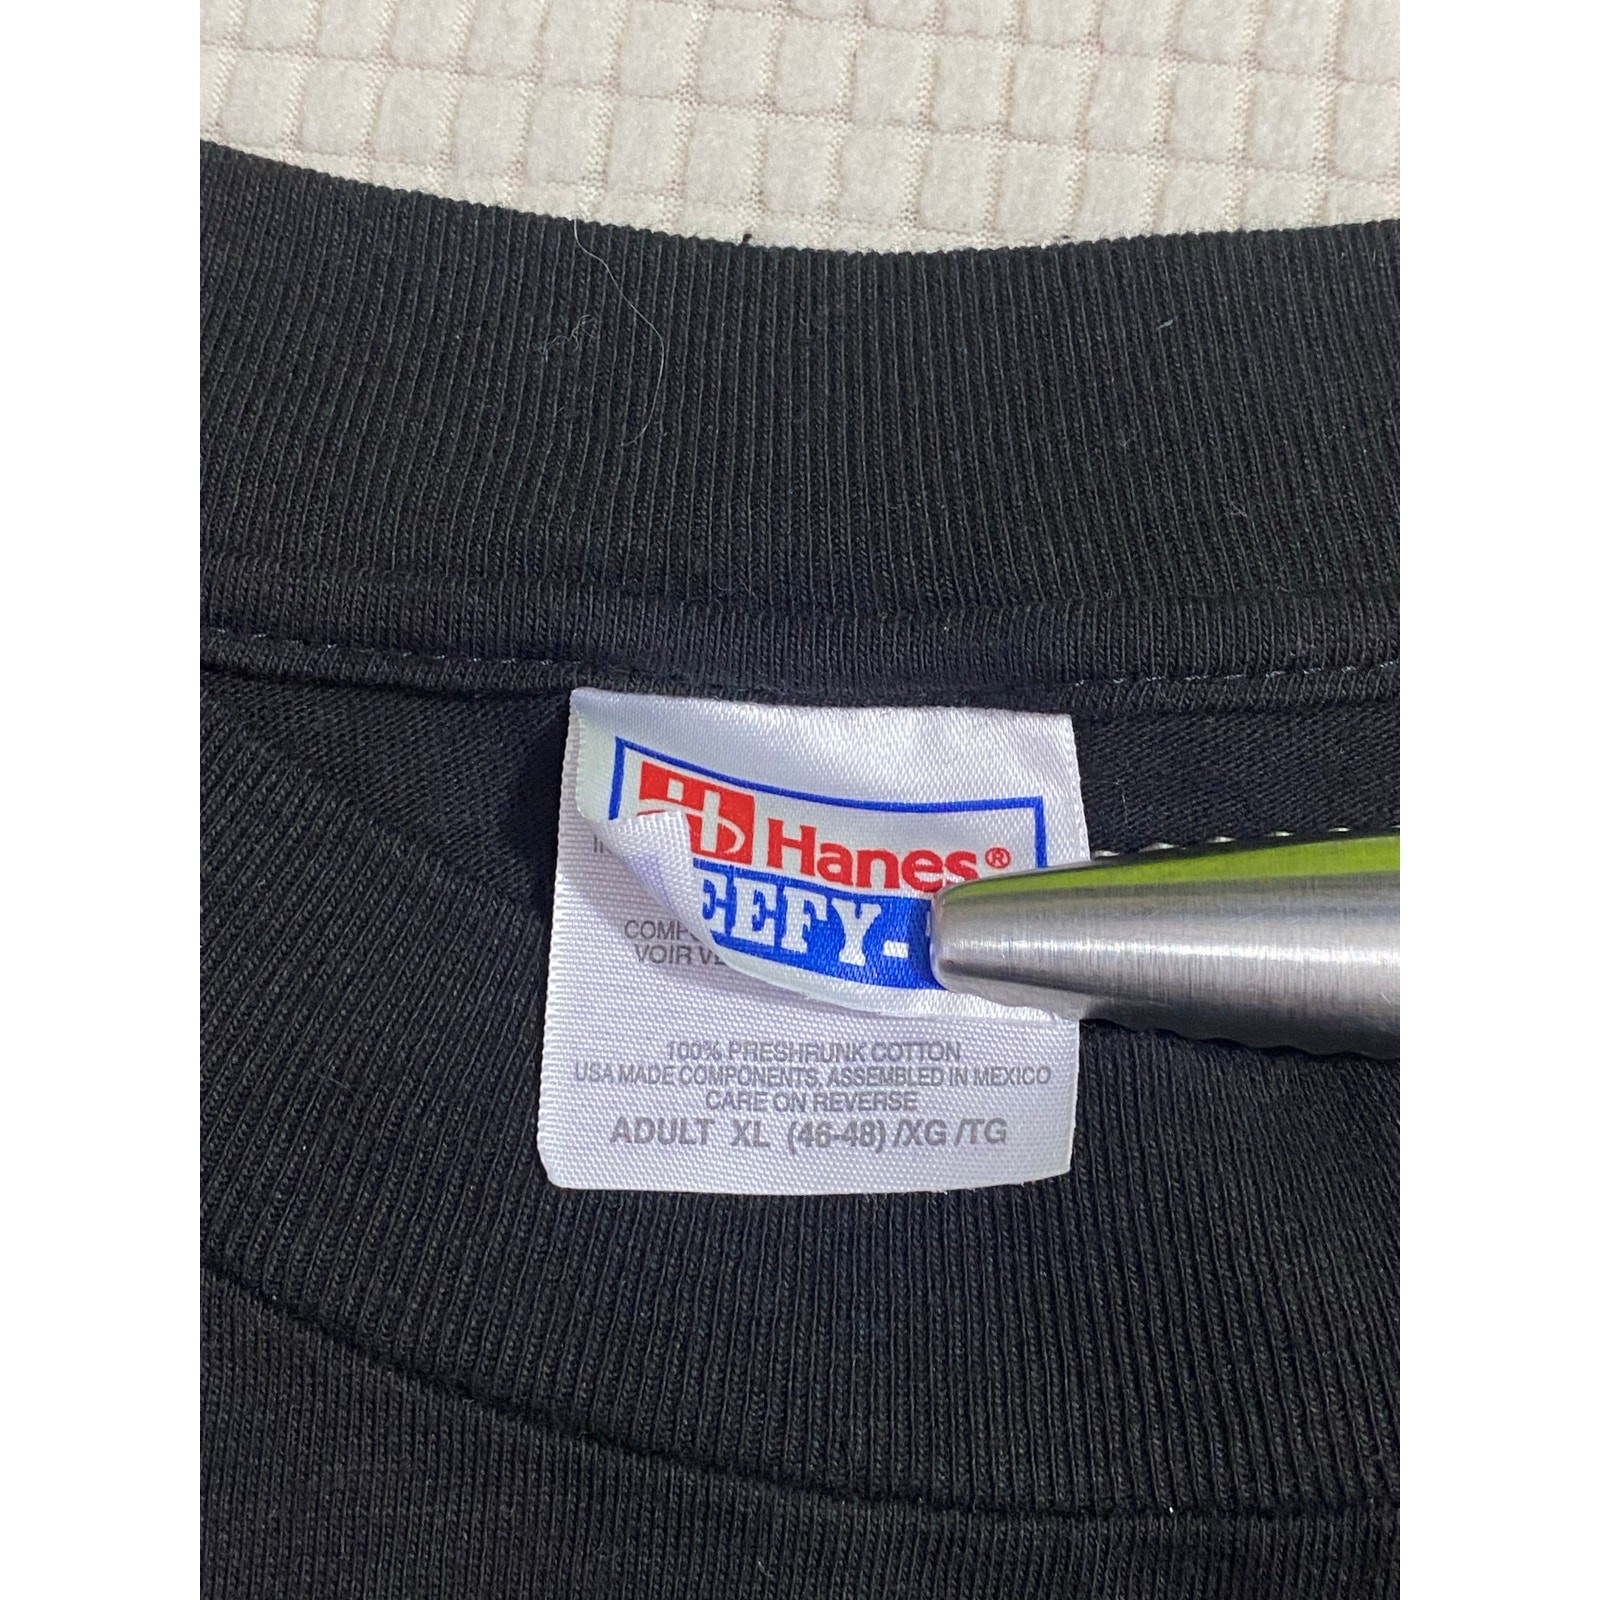 Hanes®
EEFY-
VOIR
100% PRESHRUNK COTTON
USA MADE COMPONENTS, ASSEMBLED IN MEXICO
CARE ON REVERSE
ADULT XL (46-48) /XG /TG